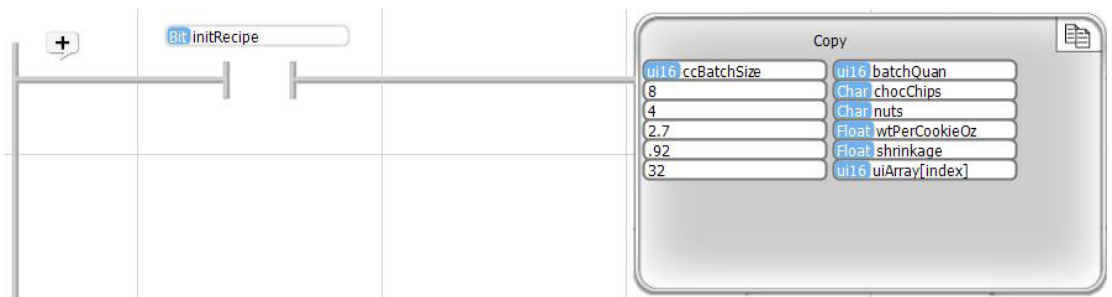 +
Bit initRecipe
Copy
ui16 ccBatchSize ui16 batchQuan
8 Char chocChips
4 Char nuts
2.7 Float wtPerCookieOz
.92 Float shrinkage
32 ui16 uiArray[index]